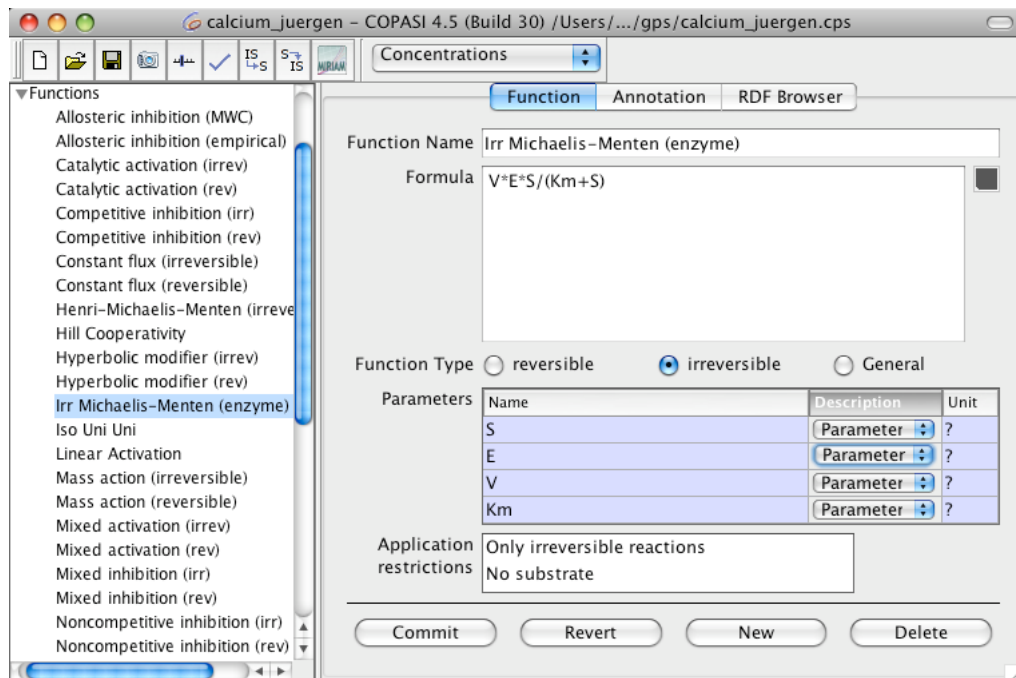 calcium_juergen – COPASI 4.5 (Build 30) /Users/.../gps/calcium_juergen.cps
IS S S IS MIRIAM Concentrations
Functions
Allosteric inhibition (MWC)
Allosteric inhibition (empirical)
Catalytic activation (irrev)
Catalytic activation (rev)
Competitive inhibition (irr)
Competitive inhibition (rev)
Constant flux (irreversible)
Constant flux (reversible)
Henri-Michaelis-Menten (irreve
Hill Cooperativity
Hyperbolic modifier (irrev)
Hyperbolic modifier (rev)
Irr Michaelis-Menten (enzyme)
Iso Uni Uni
Linear Activation
Mass action (irreversible)
Mass action (reversible)
Mixed activation (irrev)
Mixed activation (rev)
Mixed inhibition (irr)
Mixed inhibition (rev)
Noncompetitive inhibition (irr)
Noncompetitive inhibition (rev)
Function Annotation RDF Browser
Function Name Irr Michaelis-Menten (enzyme)
Formula V*E*S/(Km+S)
Function Type reversible irreversible General
Parameters Name Description Unit
S Parameter ?
E Parameter ?
V Parameter ?
Km Parameter ?
Application restrictions
Only irreversible reactions
No substrate
Commit Revert New Delete